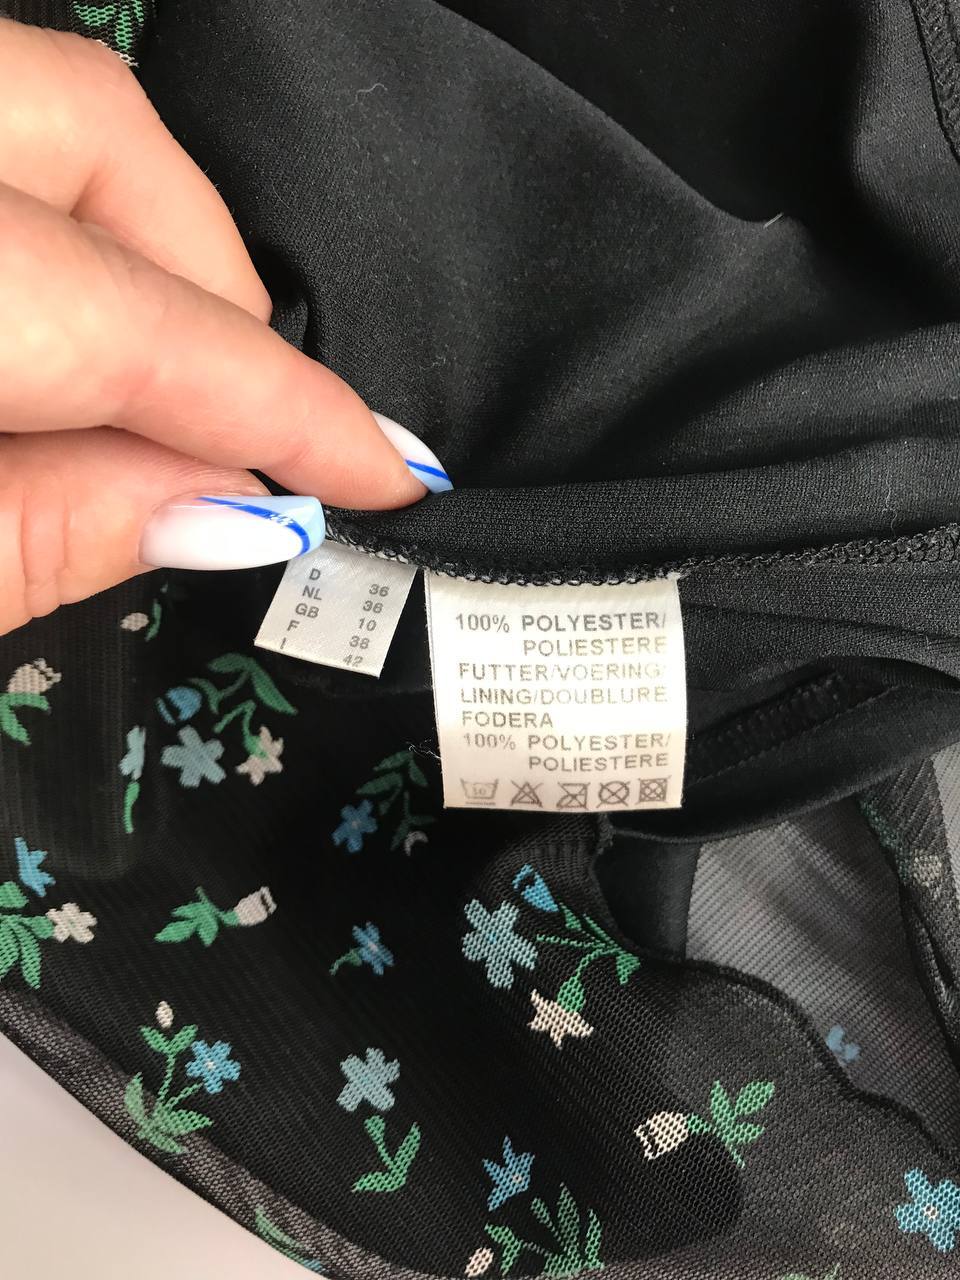 D 36
NL 36
GB 10
F 38
I 42
100% POLYESTER/
POLIESTERE
FUTTER/VOERING/
LINING/DOUBLURE
FODERA
100% POLYESTER/
POLIESTERE